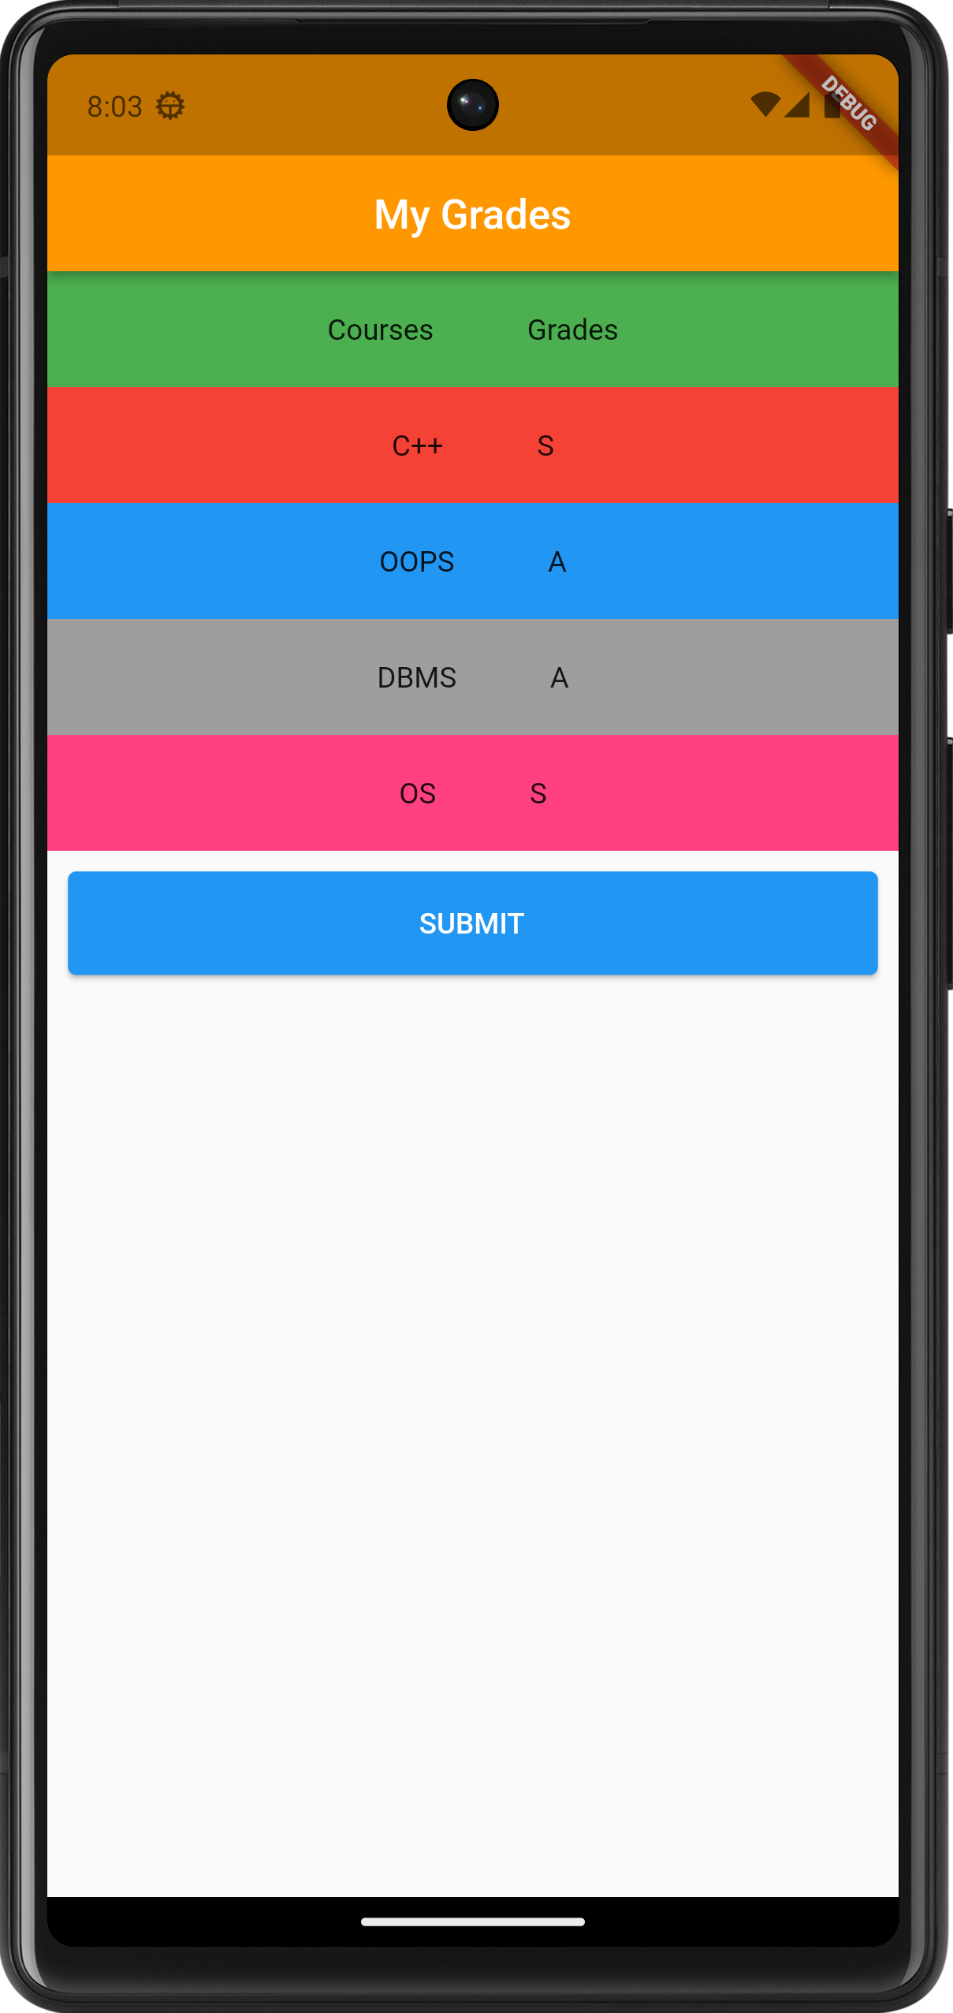 8:03
DEBUG
My Grades
Courses Grades
C++ S
OOPS A
DBMS A
OS S
SUBMIT